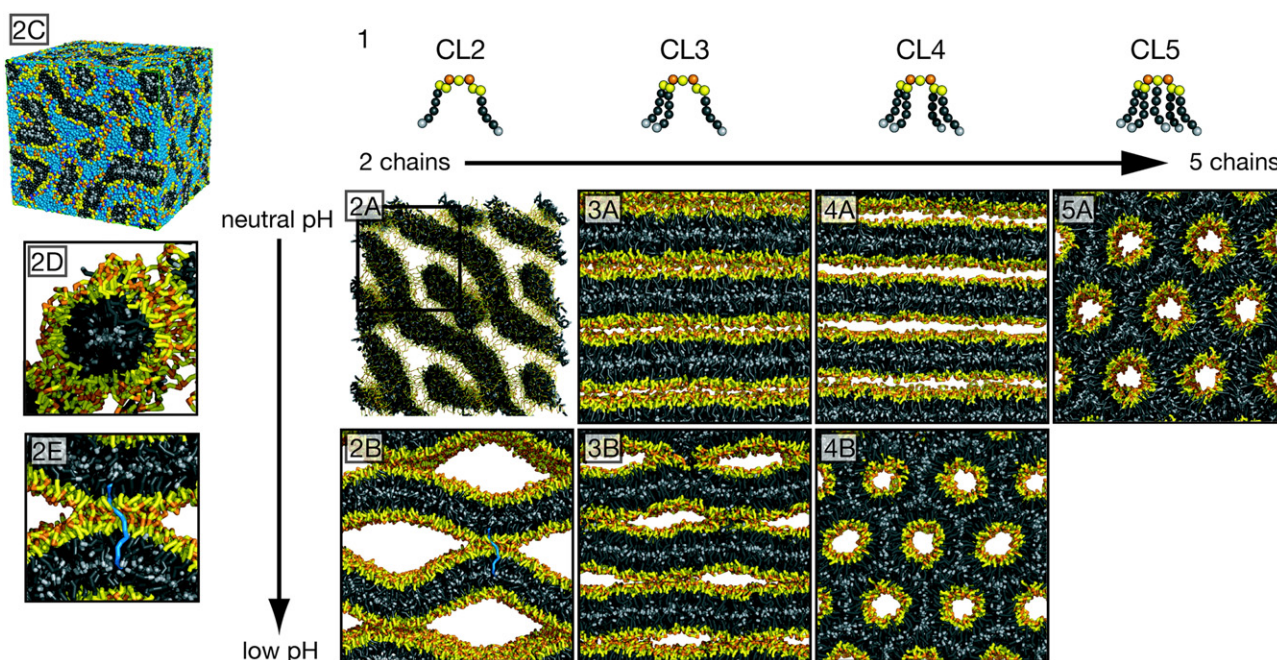 2C
1
CL2 CL3 CL4 CL5
2 chains 5 chains
neutral pH
2A 3A 4A 5A
2D
2E
2B 3B 4B
low pH